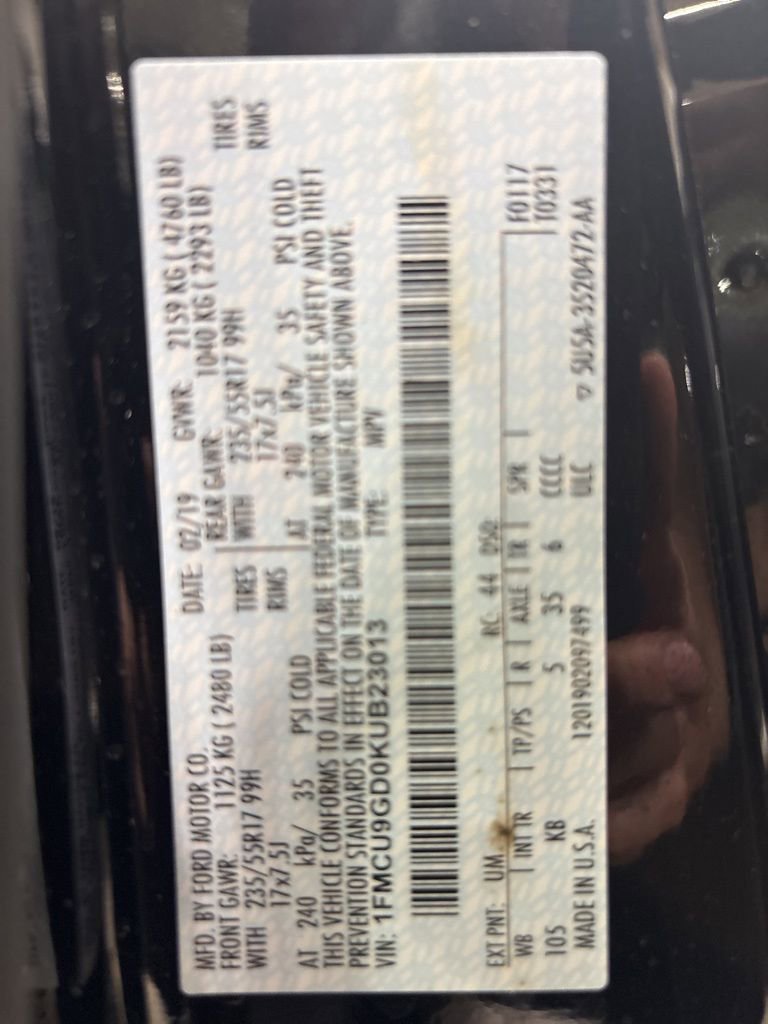 MFD. BY FORD MOTOR CO. DATE: 02/19 GVWR: 2159 KG ( 4760 LB)
FRONT GAWR: 1125 KG ( 2480 LB) REAR GAWR: 1040 KG ( 2293 LB)
WITH 235/55R17 99H TIRES WITH 235/55R17 99H TIRES
17x7.5J RIMS 17x7.5J RIMS
AT 240 kPa/ 35 PSI COLD AT 240 kPa/ 35 PSI COLD
THIS VEHICLE CONFORMS TO ALL APPLICABLE FEDERAL MOTOR VEHICLE SAFETY AND THEFT
PREVENTION STANDARDS IN EFFECT ON THE DATE OF MANUFACTURE SHOWN ABOVE.
VIN: 1FMCU9GD0KUB23013 TYPE: MPV
EXT PNT: UM RC: 44 DSO: F0117
WB INT TR TP/PS R AXLE TR SPR T0331
105 KB 5 35 6 CCCC
MADE IN U.S.A. 1201902097499 ULC 5U5A-3520472-AA